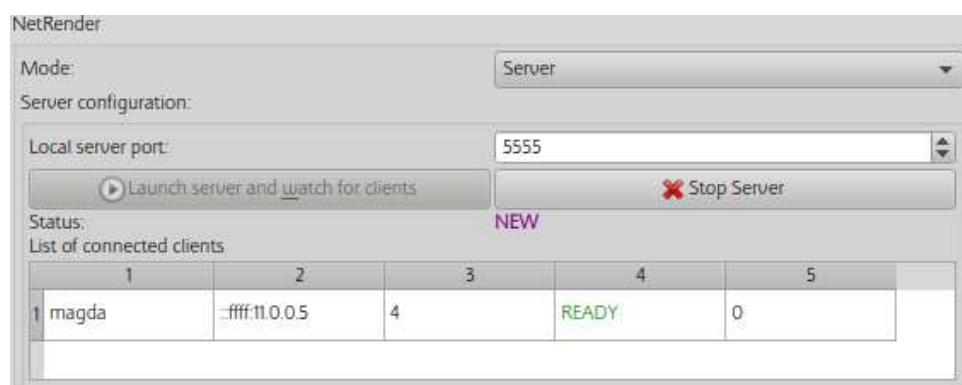 NetRender
Mode: Server
Server configuration:
Local server port: 5555
Launch server and watch for clients Stop Server
Status: NEW
List of connected clients
1 2 3 4 5
1 magda ::ffff:11.0.0.5 4 READY 0